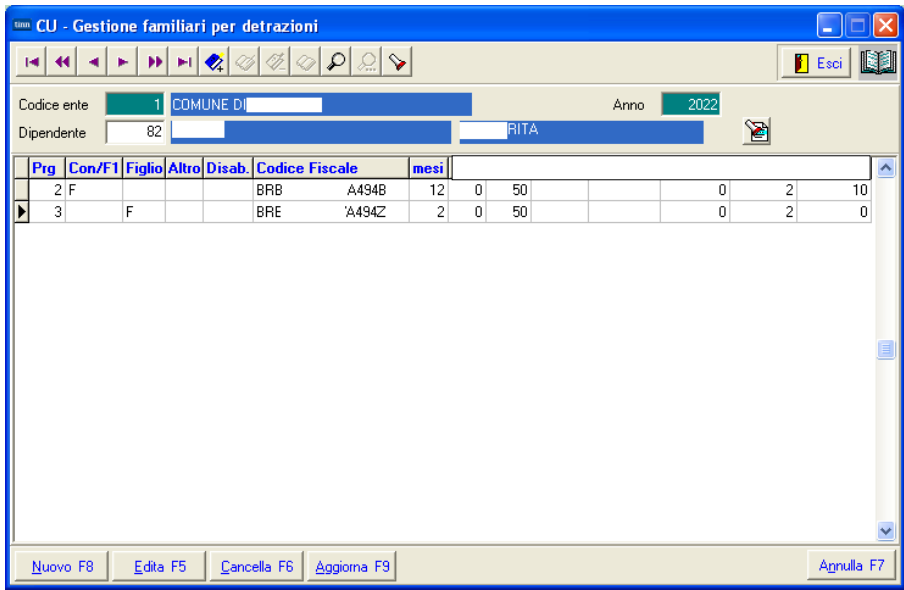 tinn CU - Gestione familiari per detrazioni
Esci
Codice ente 1 COMUNE DI Anno 2022
Dipendente 82 RITA
Prg Con/F1 Figlio Altro Disab. Codice Fiscale mesi
2 F BRB A494B 12 0 50 0 2 10
3 F BRE 'A494Z 2 0 50 0 2 0
Nuovo F8 Edita F5 Cancella F6 Aggiorna F9 Annulla F7